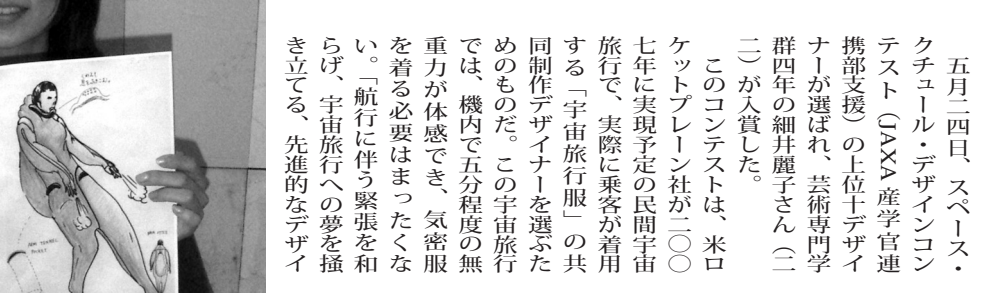 五月二四日、スペース・
クチュール・デザインコン
テスト（JAXA 産学官連
携部支援）の上位十デザイ
ナーが選ばれ、芸術専門学
群四年の細井麗子さん（二
二）が入賞した。
　このコンテストは、米ロ
ケットプレーン社が二〇〇
七年に実現予定の民間宇宙
旅行で、実際に乗客が着用
する「宇宙旅行服」の共
同制作デザイナーを選ぶた
めのものだ。この宇宙旅行
では、機内で五分程度の無
重力が体感でき、気密服
を着る必要はまったくな
い。「航行に伴う緊張を和
らげ、宇宙旅行への夢を掻
き立てる、先進的なデザイ